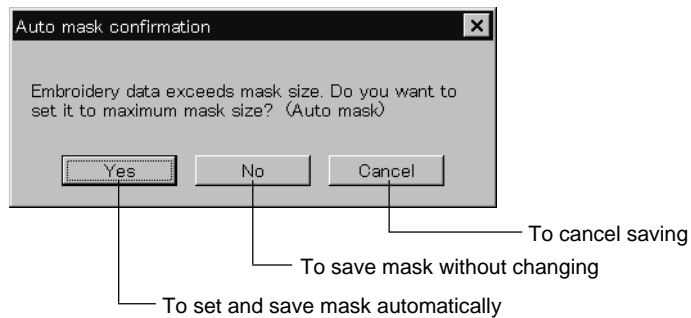 Auto mask confirmation
Embroidery data exceeds mask size. Do you want to
set it to maximum mask size? (Auto mask)
Yes No Cancel
To cancel saving
To save mask without changing
To set and save mask automatically